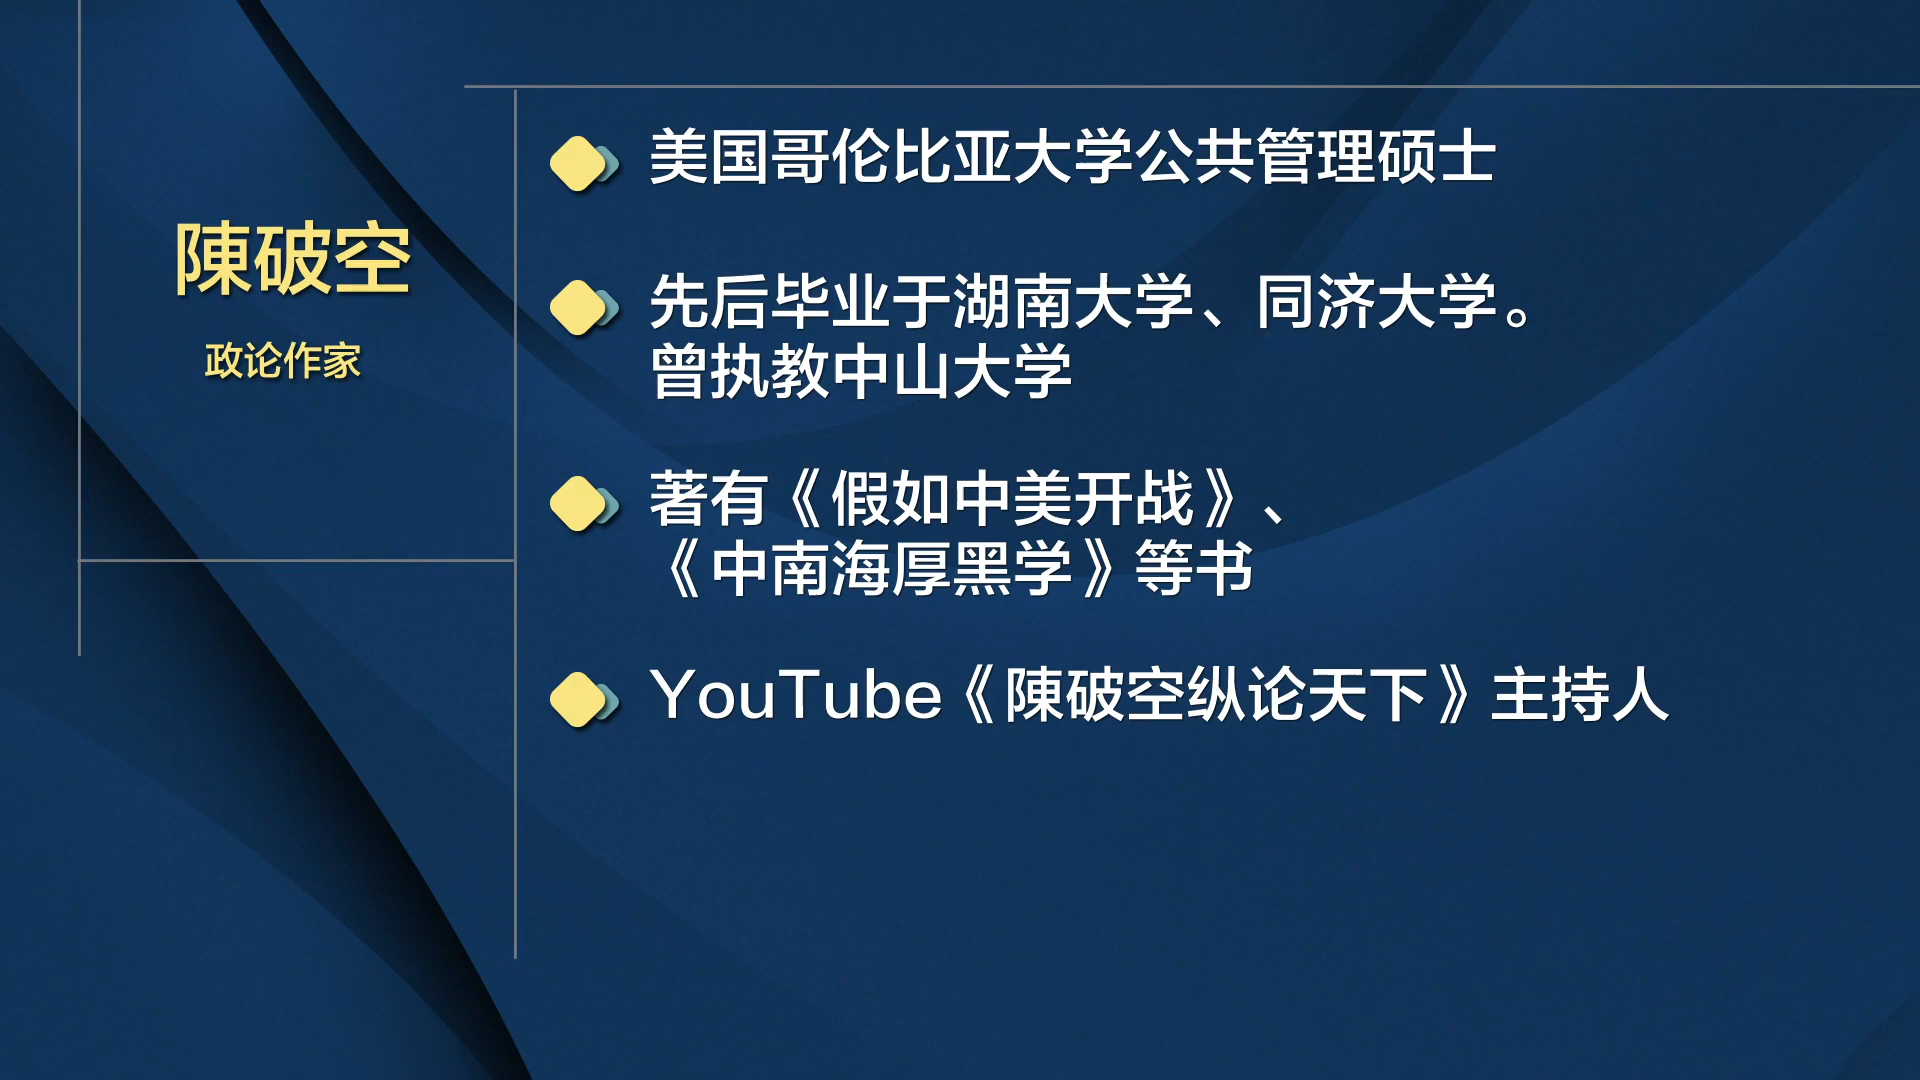 陳破空
政论作家
美国哥伦比亚大学公共管理硕士
先后毕业于湖南大学、同济大学。
曾执教中山大学
著有《假如中美开战》、
《中南海厚黑学》等书
YouTube《陳破空纵论天下》主持人